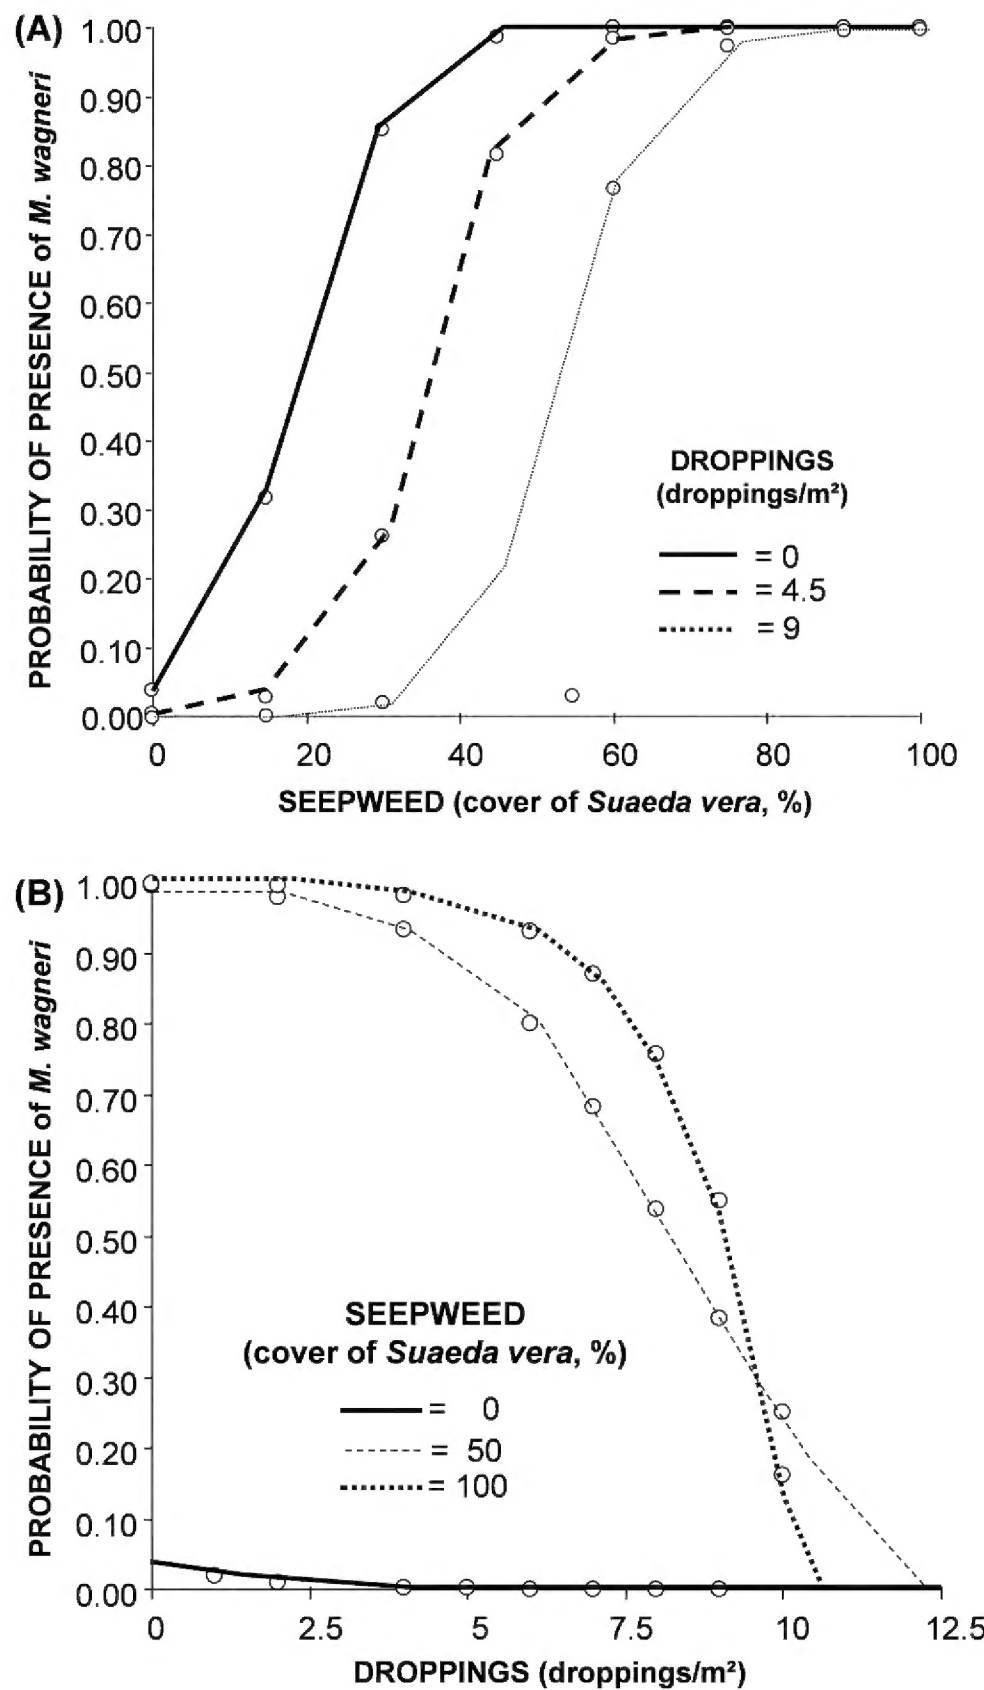 (A)
PROBABILITY OF PRESENCE of M. wagneri
1.00
0.90
0.80
0.70
0.60
0.50
0.40
0.30
0.20
0.10
0.00
DROPPINGS
(droppings/m²)
= 0
= 4.5
= 9
0 20 40 60 80 100
SEEPWEED (cover of Suaeda vera, %)
(B)
PROBABILITY OF PRESENCE of M. wagneri
1.00
0.90
0.80
0.70
0.60
0.50
0.40
0.30
0.20
0.10
0.00
SEEPWEED
(cover of Suaeda vera, %)
= 0
= 50
= 100
0 2.5 5 7.5 10 12.5
DROPPINGS (droppings/m²)